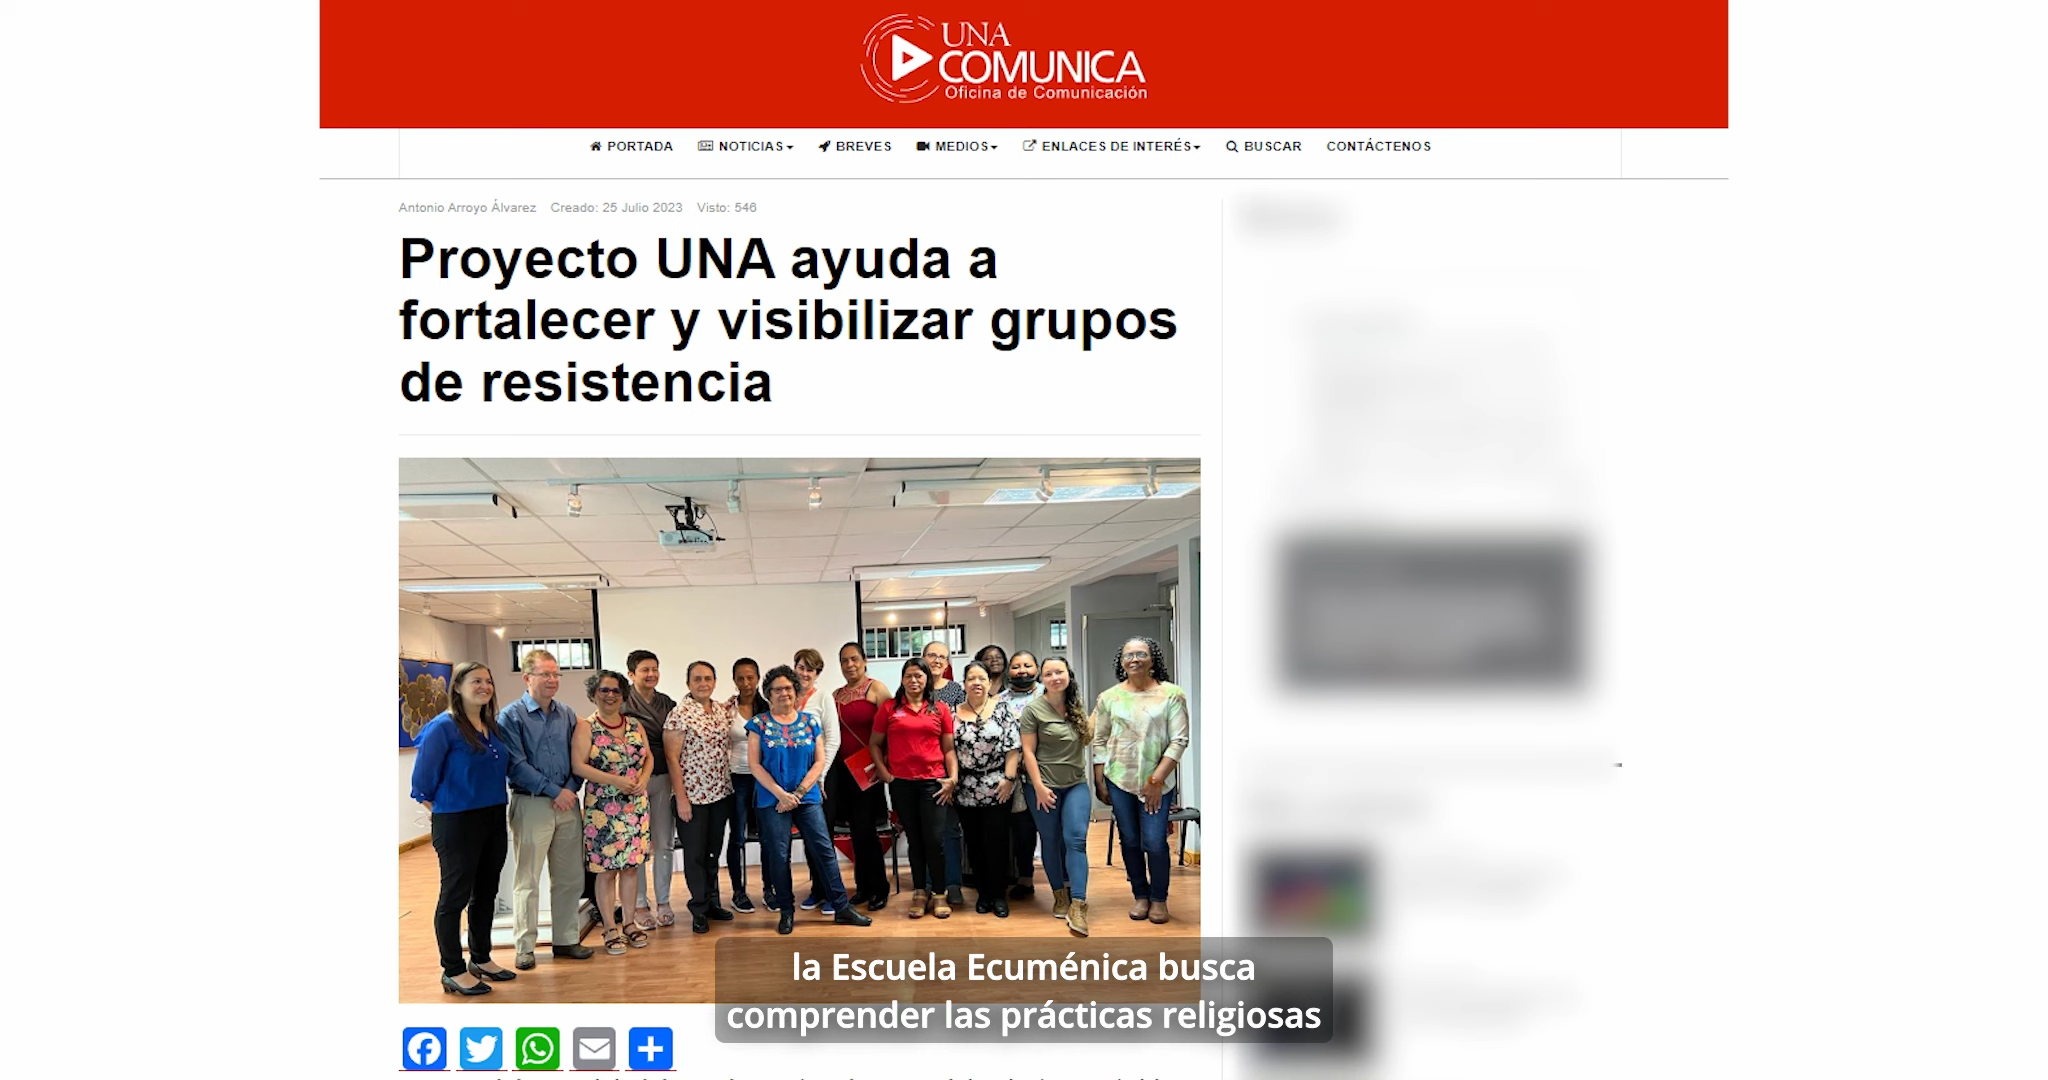 UNA
COMUNICA
Oficina de Comunicación
PORTADA NOTICIAS BREVES MEDIOS ENLACES DE INTERÉS BUSCAR CONTÁCTENOS
Antonio Arroyo Álvarez Creado: 25 Julio 2023 Visto: 546
Proyecto UNA ayuda a
fortalecer y visibilizar grupos
de resistencia
la Escuela Ecuménica busca
comprender las prácticas religiosas